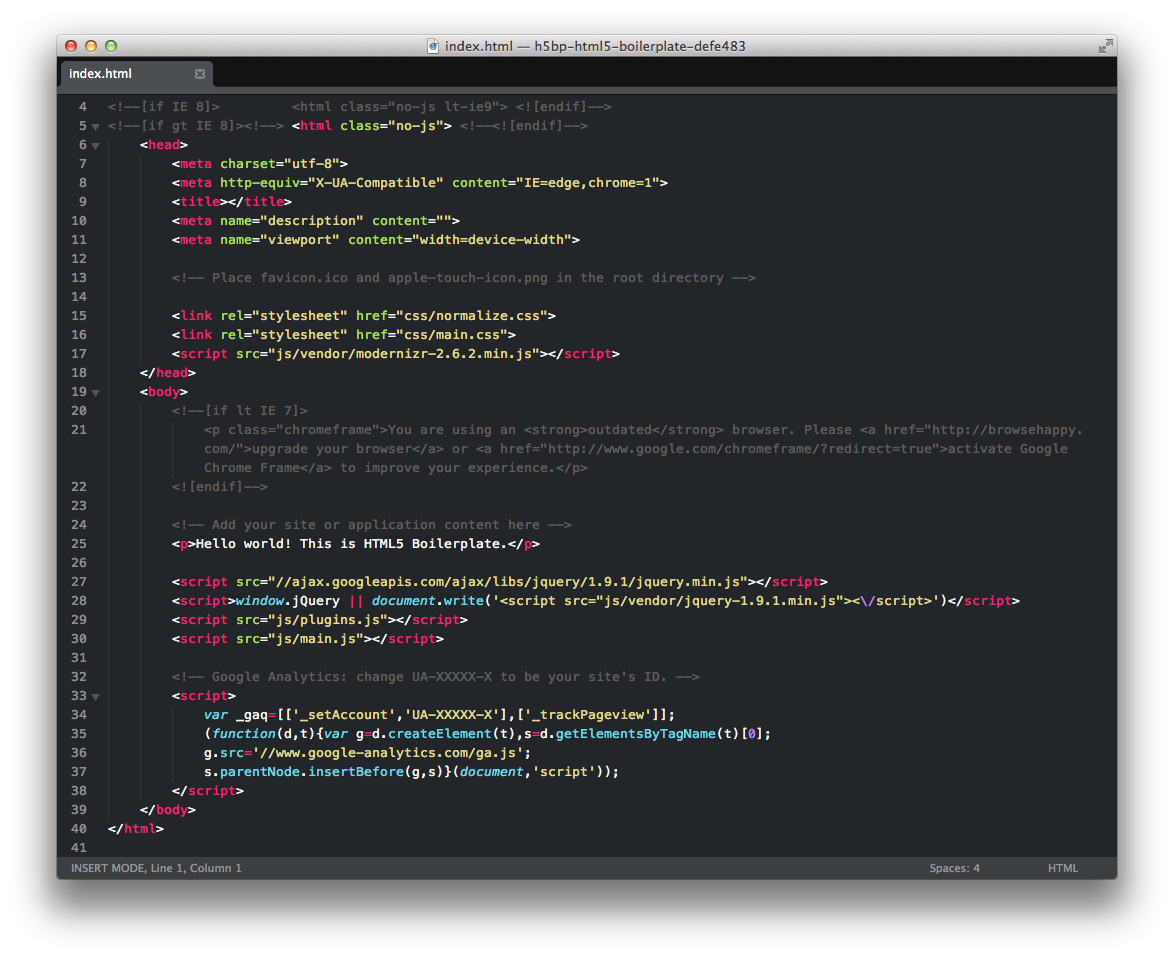 index.html — h5bp-html5-boilerplate-defe483
index.html
4 <!--[if IE 8]>         <html class="no-js lt-ie9"> <![endif]-->
5 <!--[if gt IE 8]><!--> <html class="no-js"> <!--<![endif]-->
6     <head>
7         <meta charset="utf-8">
8         <meta http-equiv="X-UA-Compatible" content="IE=edge,chrome=1">
9         <title></title>
10         <meta name="description" content="">
11         <meta name="viewport" content="width=device-width">
12
13         <!-- Place favicon.ico and apple-touch-icon.png in the root directory -->
14
15         <link rel="stylesheet" href="css/normalize.css">
16         <link rel="stylesheet" href="css/main.css">
17         <script src="js/vendor/modernizr-2.6.2.min.js"></script>
18     </head>
19     <body>
20         <!--[if lt IE 7]>
21             <p class="chromeframe">You are using an <strong>outdated</strong> browser. Please <a href="http://browsehappy.
            com/">upgrade your browser</a> or <a href="http://www.google.com/chromeframe/?redirect=true">activate Google
            Chrome Frame</a> to improve your experience.</p>
22         <![endif]-->
23
24         <!-- Add your site or application content here -->
25         <p>Hello world! This is HTML5 Boilerplate.</p>
26
27         <script src="//ajax.googleapis.com/ajax/libs/jquery/1.9.1/jquery.min.js"></script>
28         <script>window.jQuery || document.write('<script src="js/vendor/jquery-1.9.1.min.js"><\/script>')</script>
29         <script src="js/plugins.js"></script>
30         <script src="js/main.js"></script>
31
32         <!-- Google Analytics: change UA-XXXXX-X to be your site's ID. -->
33         <script>
34             var _gaq=[['_setAccount','UA-XXXXX-X'],['_trackPageview']];
35             (function(d,t){var g=d.createElement(t),s=d.getElementsByTagName(t)[0];
36             g.src='//www.google-analytics.com/ga.js';
37             s.parentNode.insertBefore(g,s)}(document,'script'));
38         </script>
39     </body>
40 </html>
41
INSERT MODE, Line 1, Column 1 Spaces: 4 HTML